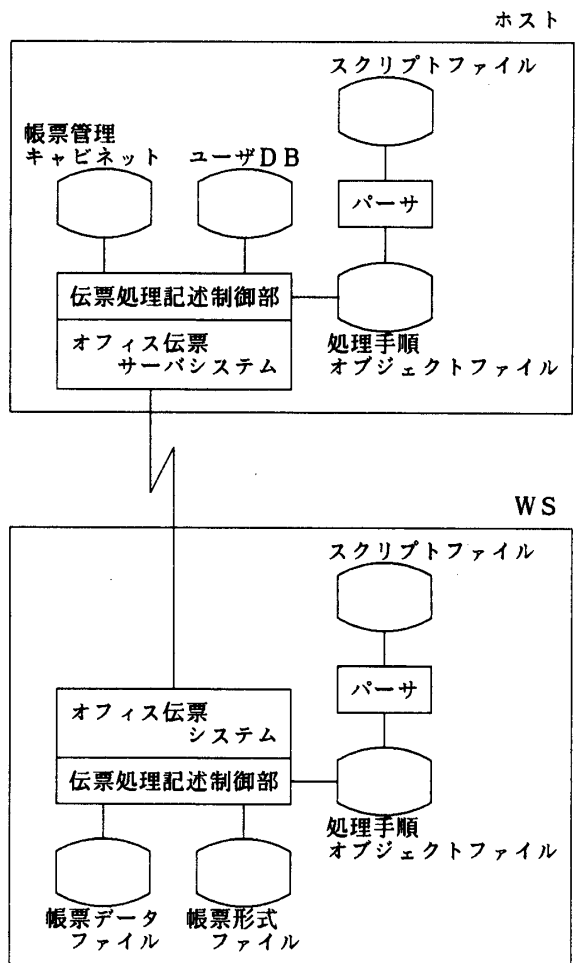 ホスト
スクリプトファイル
帳票管理
キャビネット
ユーザDB
パーサ
伝票処理記述制御部
オフィス伝票
サーバシステム
処理手順
オブジェクトファイル
WS
スクリプトファイル
パーサ
オフィス伝票
システム
伝票処理記述制御部
処理手順
オブジェクトファイル
帳票データ
ファイル
帳票形式
ファイル